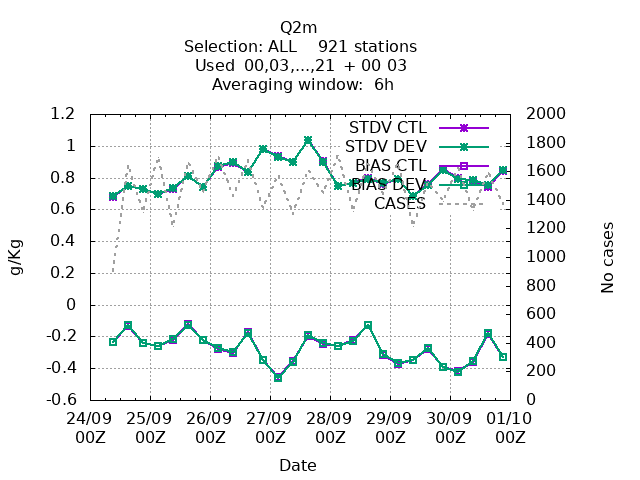 Q2m
Selection: ALL    921 stations
Used  00,03,...,21  + 00 03
Averaging window:  6h
1.2
1
0.8
0.6
0.4
0.2
0
-0.2
-0.4
-0.6
g/Kg
2000
1800
1600
1400
1200
1000
800
600
400
200
0
No cases
STDV CTL
STDV DEV
BIAS CTL
BIAS DEV
CASES
24/09 25/09 26/09 27/09 28/09 29/09 30/09 01/10
00Z 00Z 00Z 00Z 00Z 00Z 00Z 00Z
Date